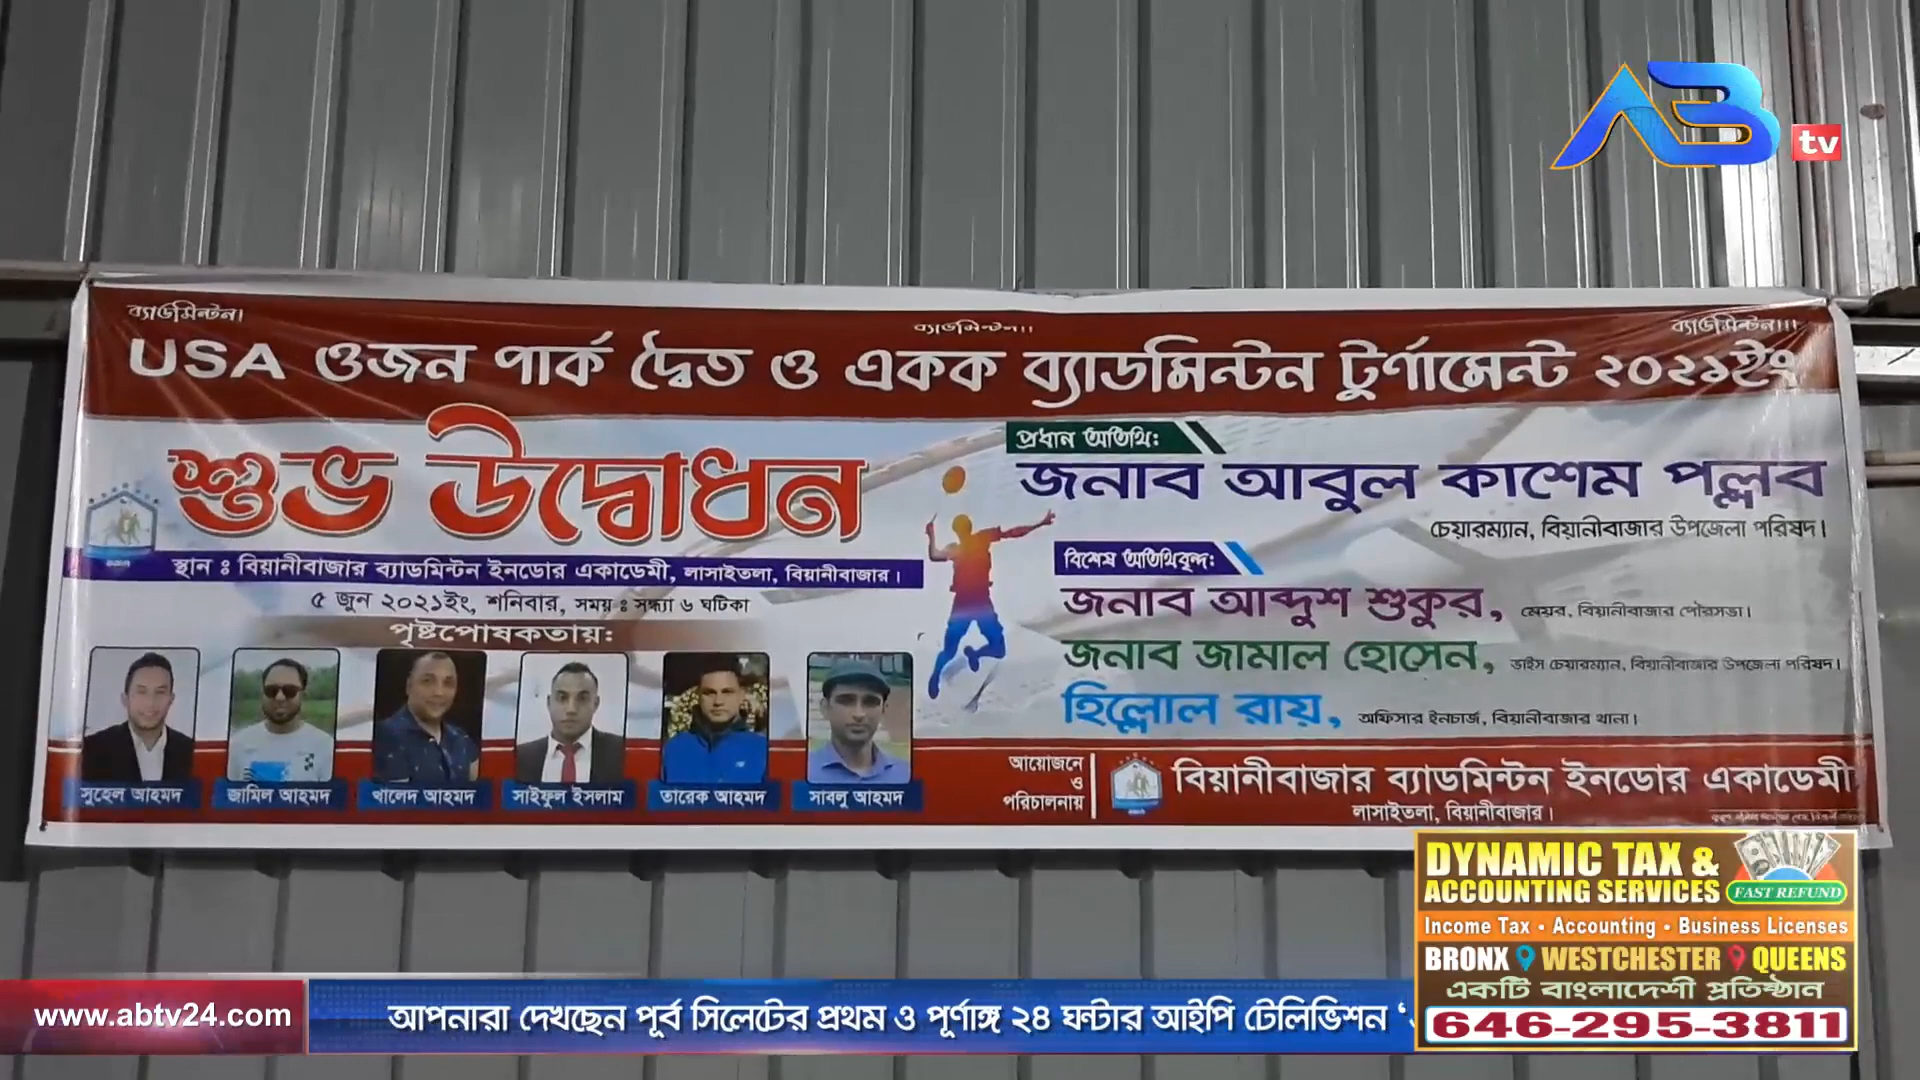 AB tv
ব্যাডমিন্টন।
ব্যাডমিন্টন।।
ব্যাডমিন্টন।।।
USA ওজন পার্ক দ্বৈত ও একক ব্যাডমিন্টন টুর্ণামেন্ট ২০২১ইং
শুভ উদ্বোধন
স্থান : বিয়ানীবাজার ব্যাডমিন্টন ইনডোর একাডেমী, লাসাইতলা, বিয়ানীবাজার।
৫ জুন ২০২১ইং, শনিবার, সময় : সন্ধ্যা ৬ ঘটিকা
পৃষ্টপোষকতায়:
সুহেল আহমদ
জামিল আহমদ
খালেদ আহমদ
সাইফুল ইসলাম
তারেক আহমদ
সাবলু আহমদ
প্রধান অতিথি:
জনাব আবুল কাশেম পল্লব
চেয়ারম্যান, বিয়ানীবাজার উপজেলা পরিষদ।
বিশেষ অতিথিবৃন্দ:
জনাব আব্দুশ শুকুর, মেয়র, বিয়ানীবাজার পৌরসভা।
জনাব জামাল হোসেন, ভাইস চেয়ারম্যান, বিয়ানীবাজার উপজেলা পরিষদ।
হিল্লোল রায়, অফিসার ইনচার্জ, বিয়ানীবাজার থানা।
আয়োজনে
ও
পরিচালনায়
বিয়ানীবাজার ব্যাডমিন্টন ইনডোর একাডেমী
লাসাইতলা, বিয়ানীবাজার।
DYNAMIC TAX &
ACCOUNTING SERVICES
FAST REFUND
Income Tax • Accounting • Business Licenses
BRONX WESTCHESTER QUEENS
একটি বাংলাদেশী প্রতিষ্ঠান
646-295-3811
www.abtv24.com
আপনারা দেখছেন পূর্ব সিলেটের প্রথম ও পূর্ণাঙ্গ ২৪ ঘন্টার আইপি টেলিভিশন ‘